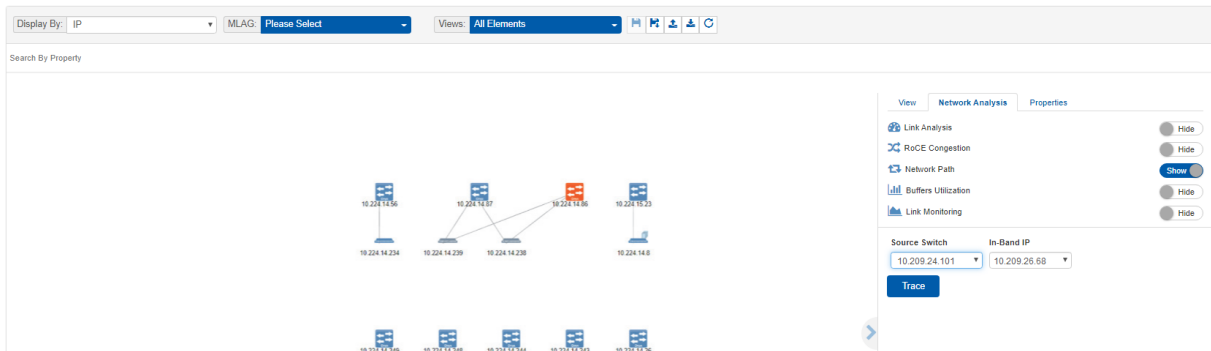 Display By: IP MLAG: Please Select Views: All Elements
Search By Property
View Network Analysis Properties
Link Analysis Hide
RoCE Congestion Hide
Network Path Show
Buffers Utilization Hide
Link Monitoring Hide
Source Switch In-Band IP
10.209.24.101 10.209.26.68
Trace
10.224.14.56 10.224.14.87 10.224.14.86 10.224.15.23
10.224.14.234 10.224.14.239 10.224.14.238 10.224.14.8